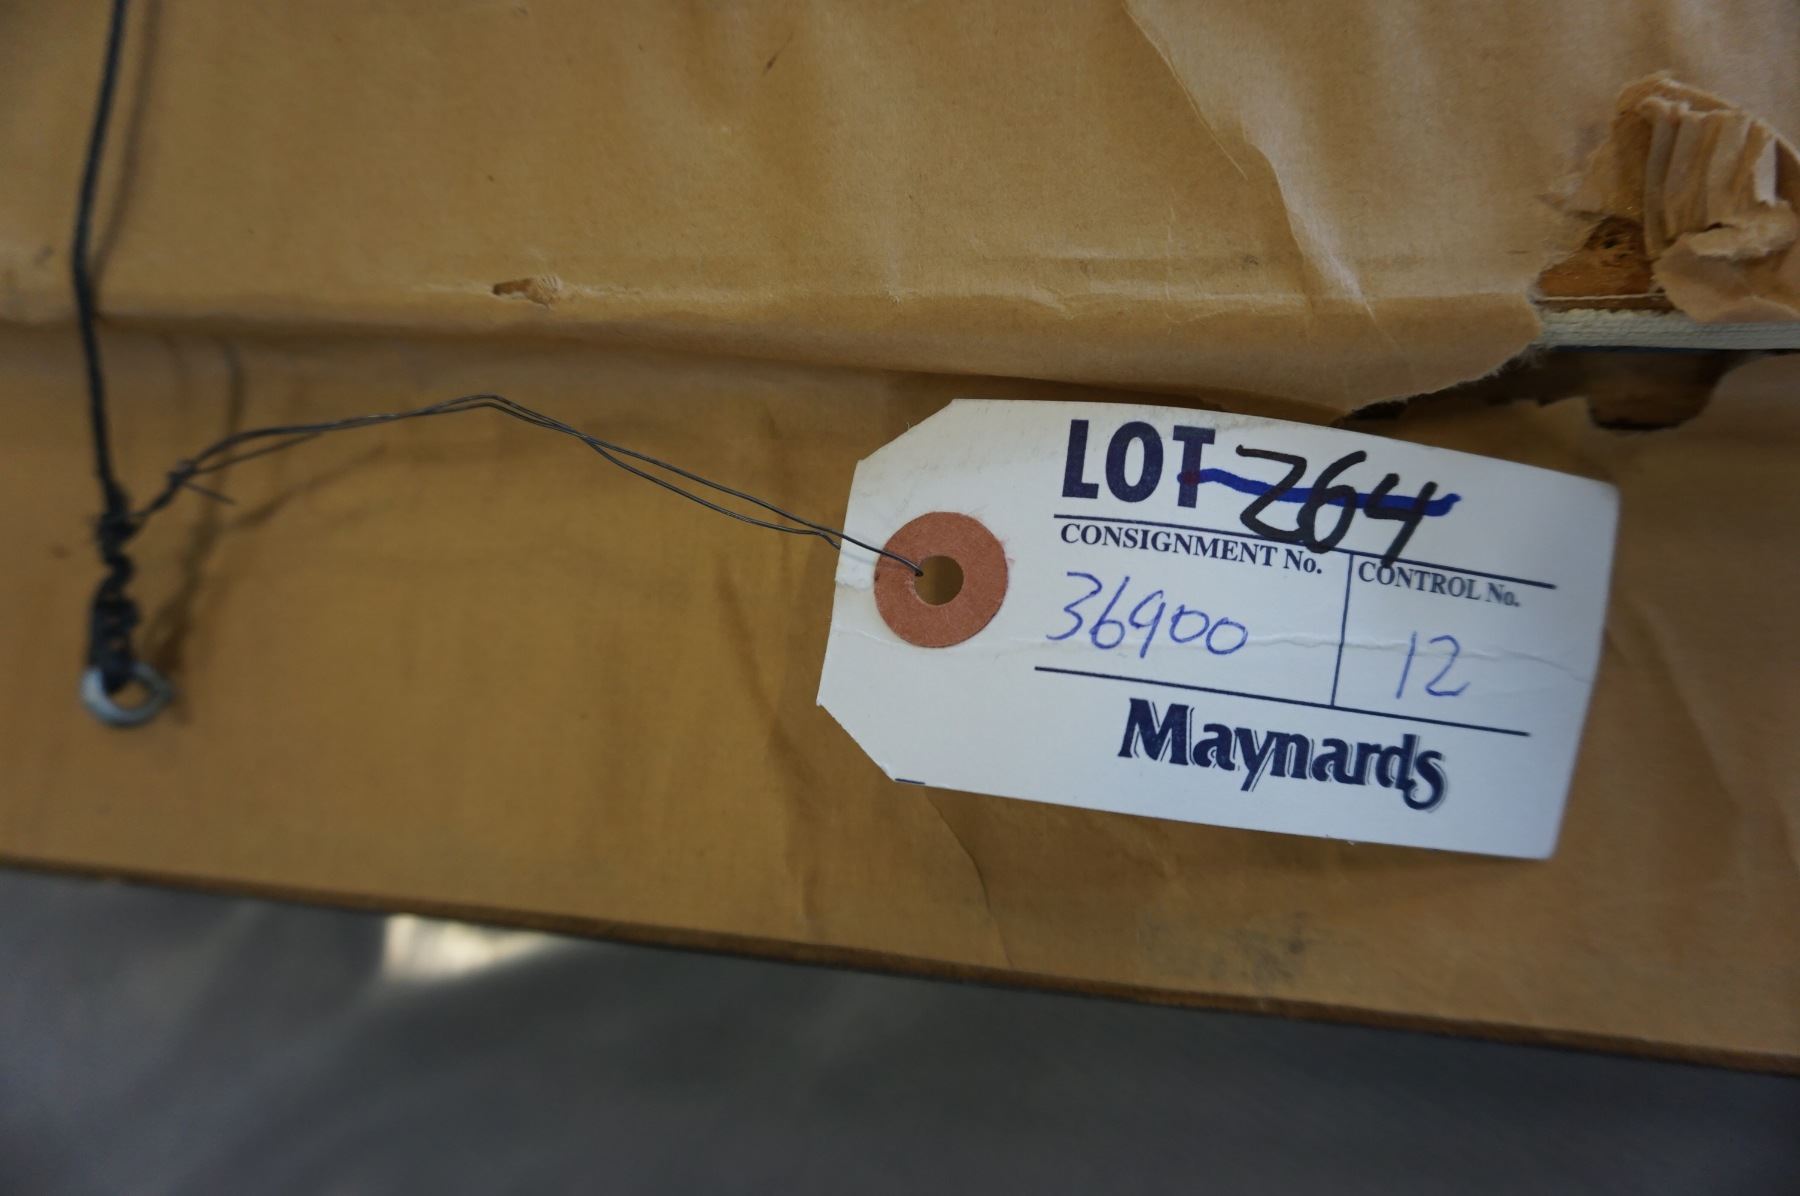 LOT 264
CONSIGNMENT No. CONTROL No.
36900 12
Maynards